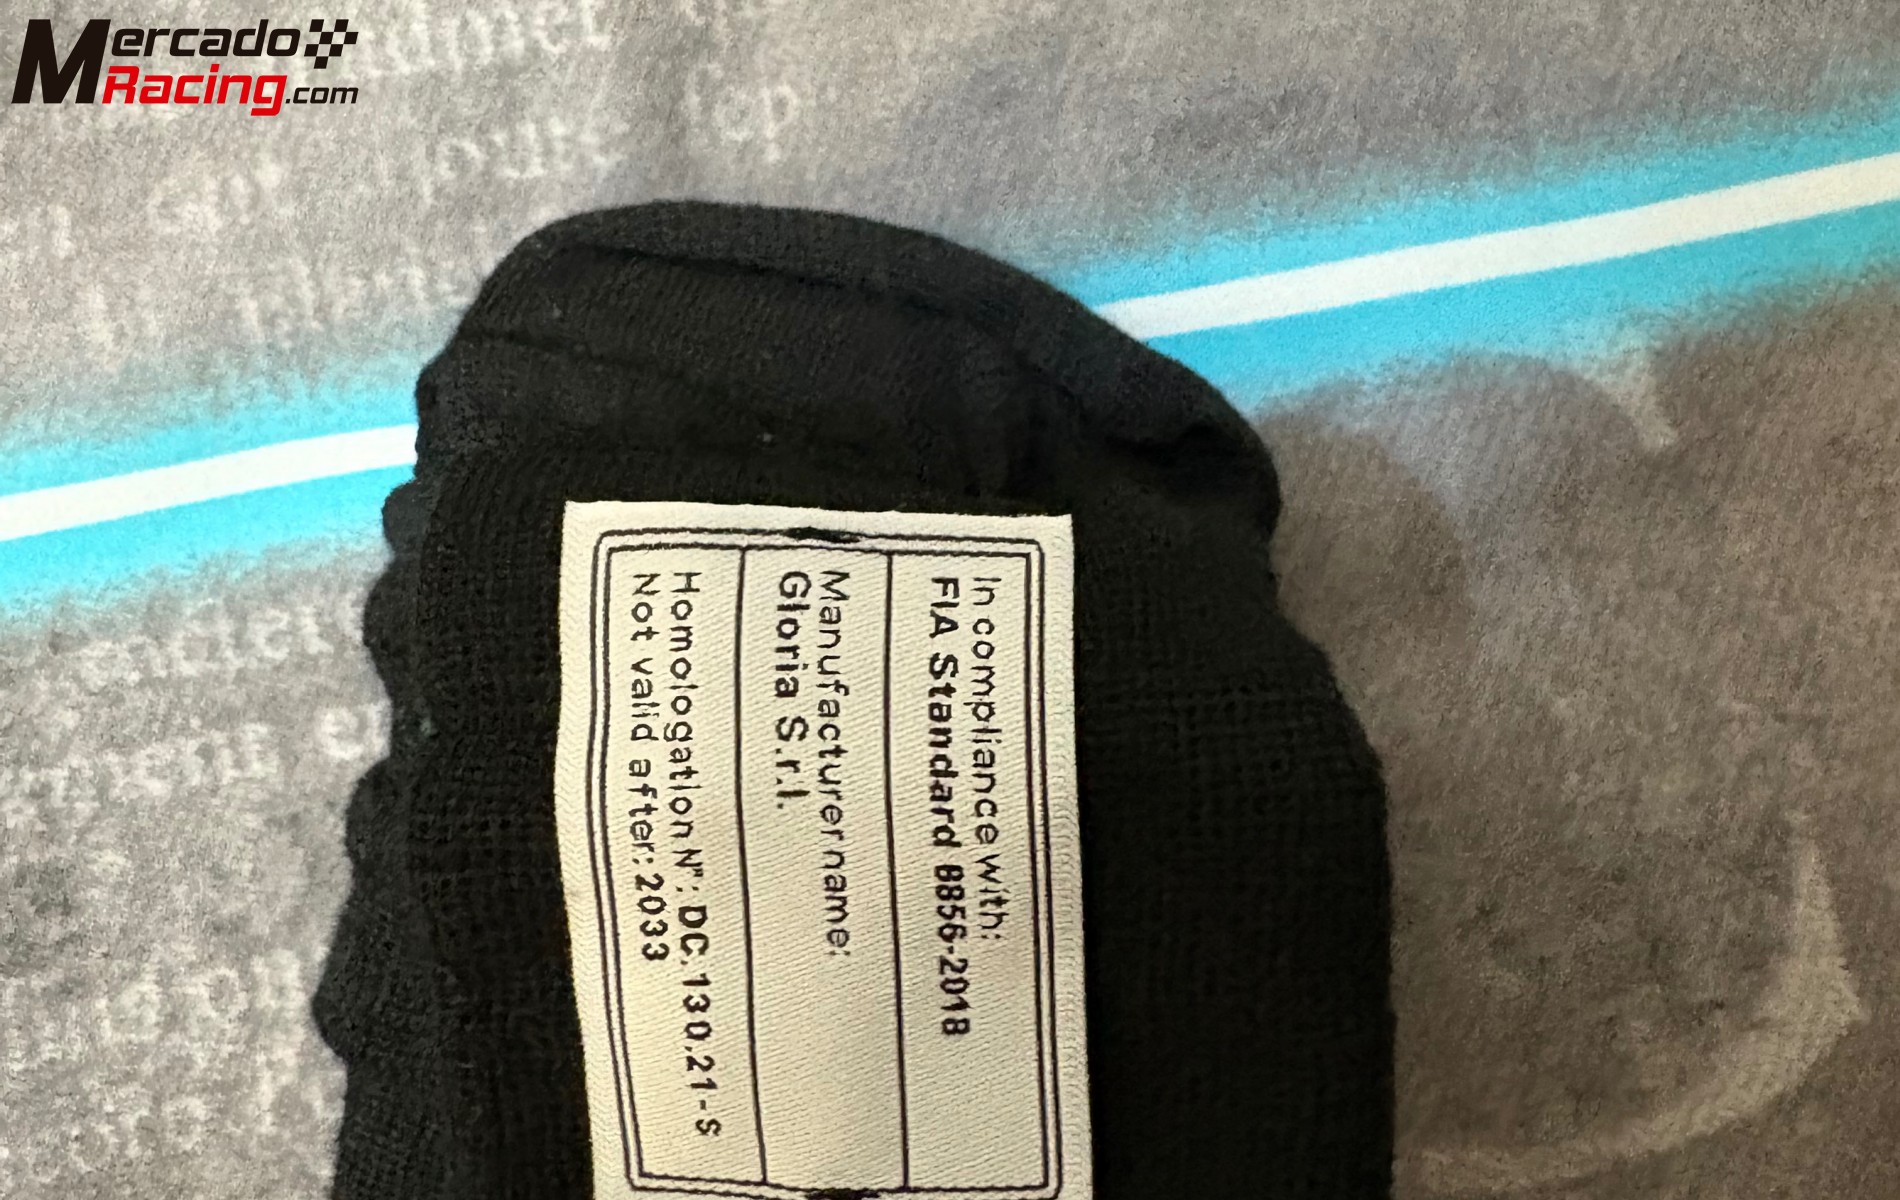 Mercado
Racing.com
In compliance with:
FIA Standard 8856-2018
Manufacturer name:
Gloria S.r.l.
Homologation N°: DC.130.21-S
Not valid after: 2033